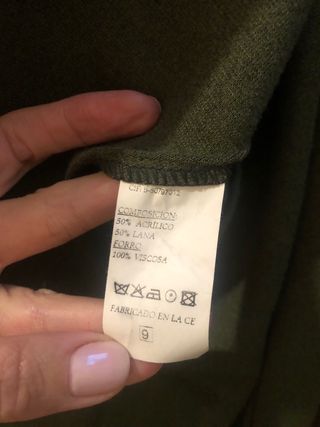 COMPOSICION:
50% ACRILICO
50% LANA
FORRO:
100% VISCOSA
FABRICADO EN LA CE
9